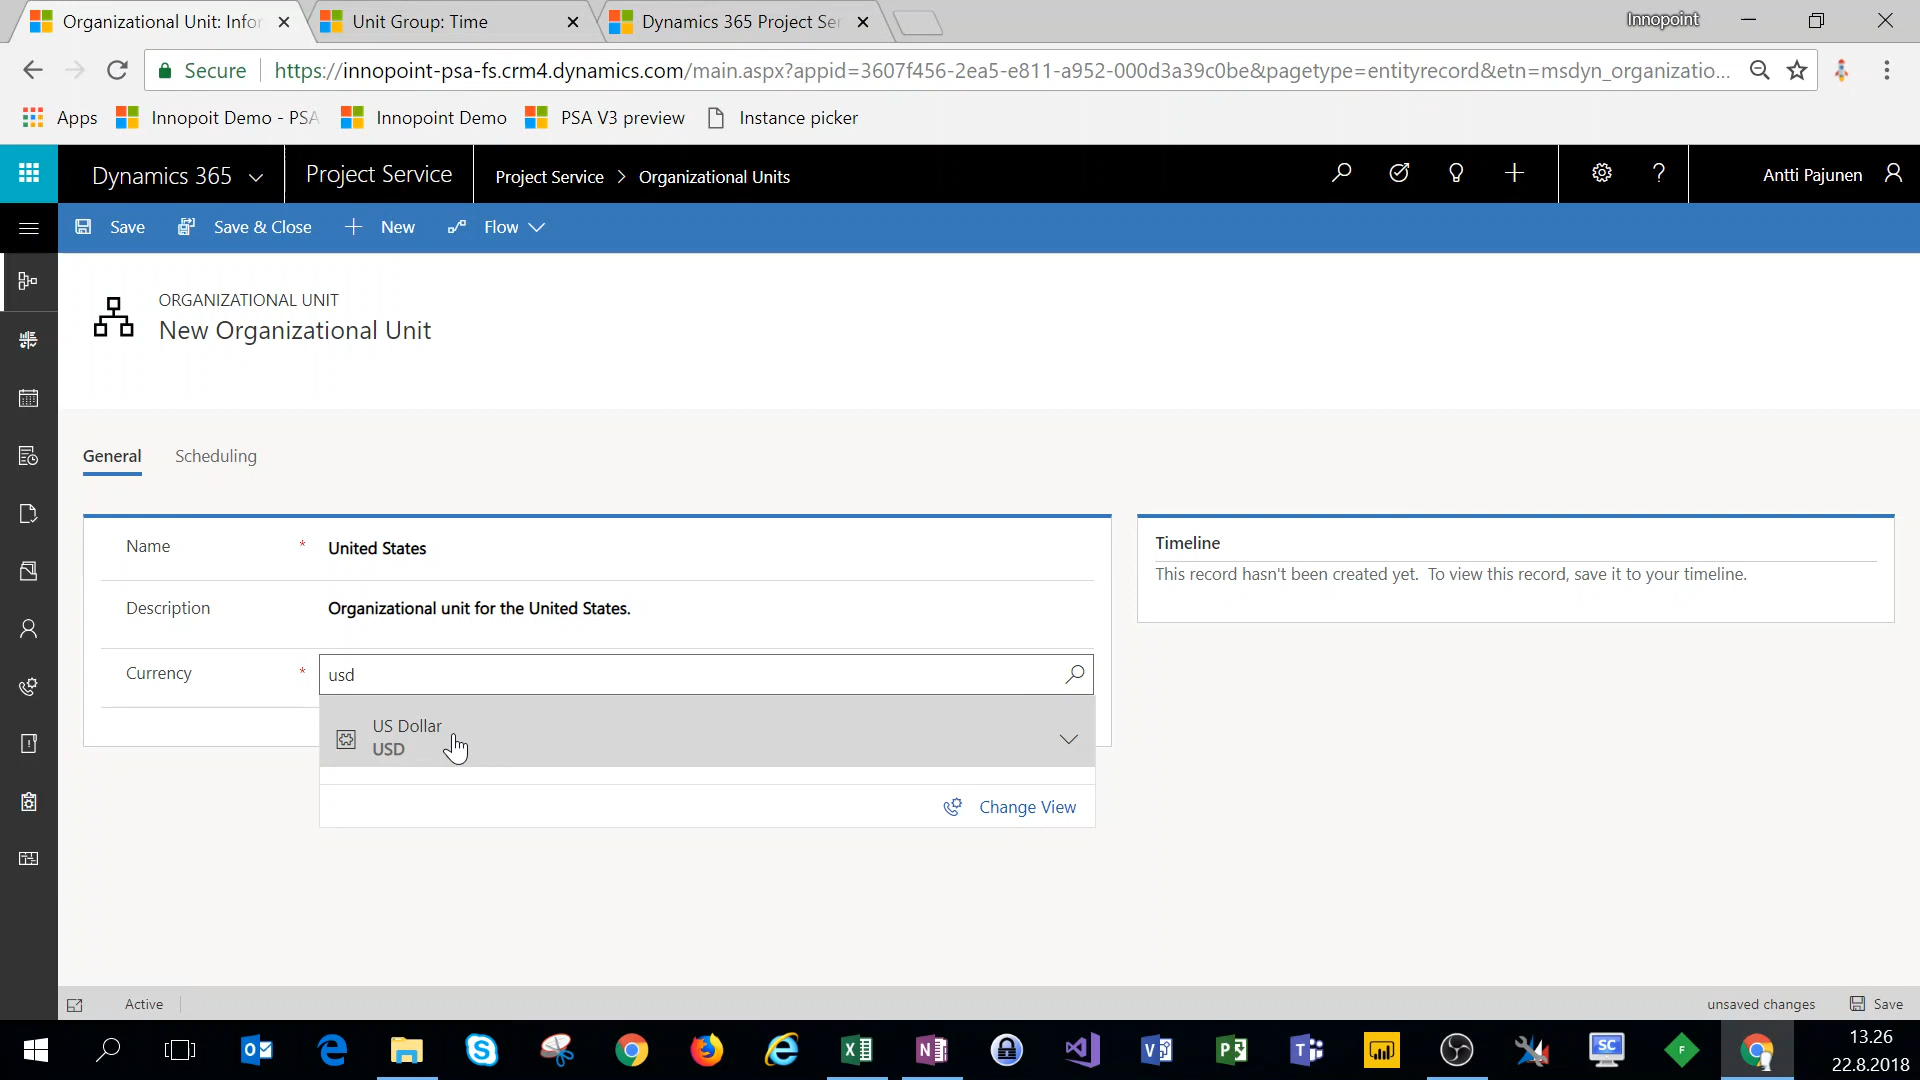 Organizational Unit: Infor
Unit Group: Time
Dynamics 365 Project Ser
Innopoint
Secure
https://innopoint-psa-fs.crm4.dynamics.com/main.aspx?appid=3607f456-2ea5-e811-a952-000d3a39c0be&pagetype=entityrecord&etn=msdyn_organizatio...
Apps
Innopoit Demo - PSA
Innopoint Demo
PSA V3 preview
Instance picker
Dynamics 365
Project Service
Project Service > Organizational Units
Antti Pajunen
Save
Save & Close
New
Flow
ORGANIZATIONAL UNIT
New Organizational Unit
General
Scheduling
Name * United States
Description Organizational unit for the United States.
Currency * usd
US Dollar
USD
Change View
Timeline
This record hasn't been created yet. To view this record, save it to your timeline.
Active
unsaved changes
Save
13.26
22.8.2018